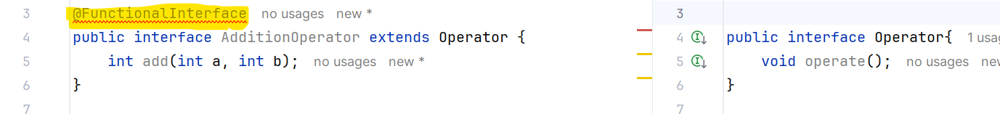 3 @FunctionalInterface no usages new *
4 public interface AdditionOperator extends Operator {
5 int add(int a, int b); no usages new *
6 }
7
3
4 public interface Operator{ 1 usag
5 void operate(); no usages nev
6 }
7